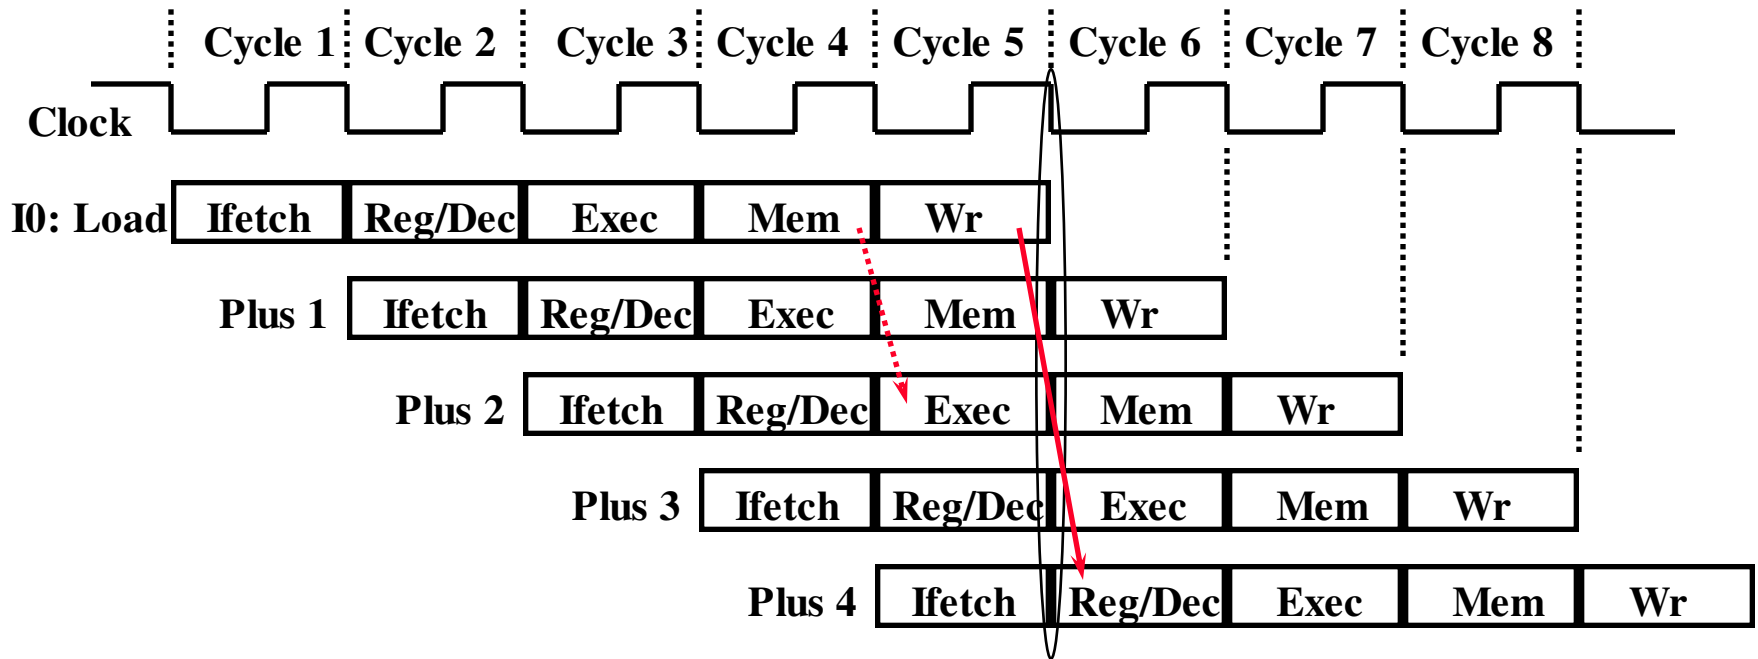 Cycle 1 Cycle 2 Cycle 3 Cycle 4 Cycle 5 Cycle 6 Cycle 7 Cycle 8
Clock
I0: Load Ifetch Reg/Dec Exec Mem Wr
Plus 1 Ifetch Reg/Dec Exec Mem Wr
Plus 2 Ifetch Reg/Dec Exec Mem Wr
Plus 3 Ifetch Reg/Dec Exec Mem Wr
Plus 4 Ifetch Reg/Dec Exec Mem Wr